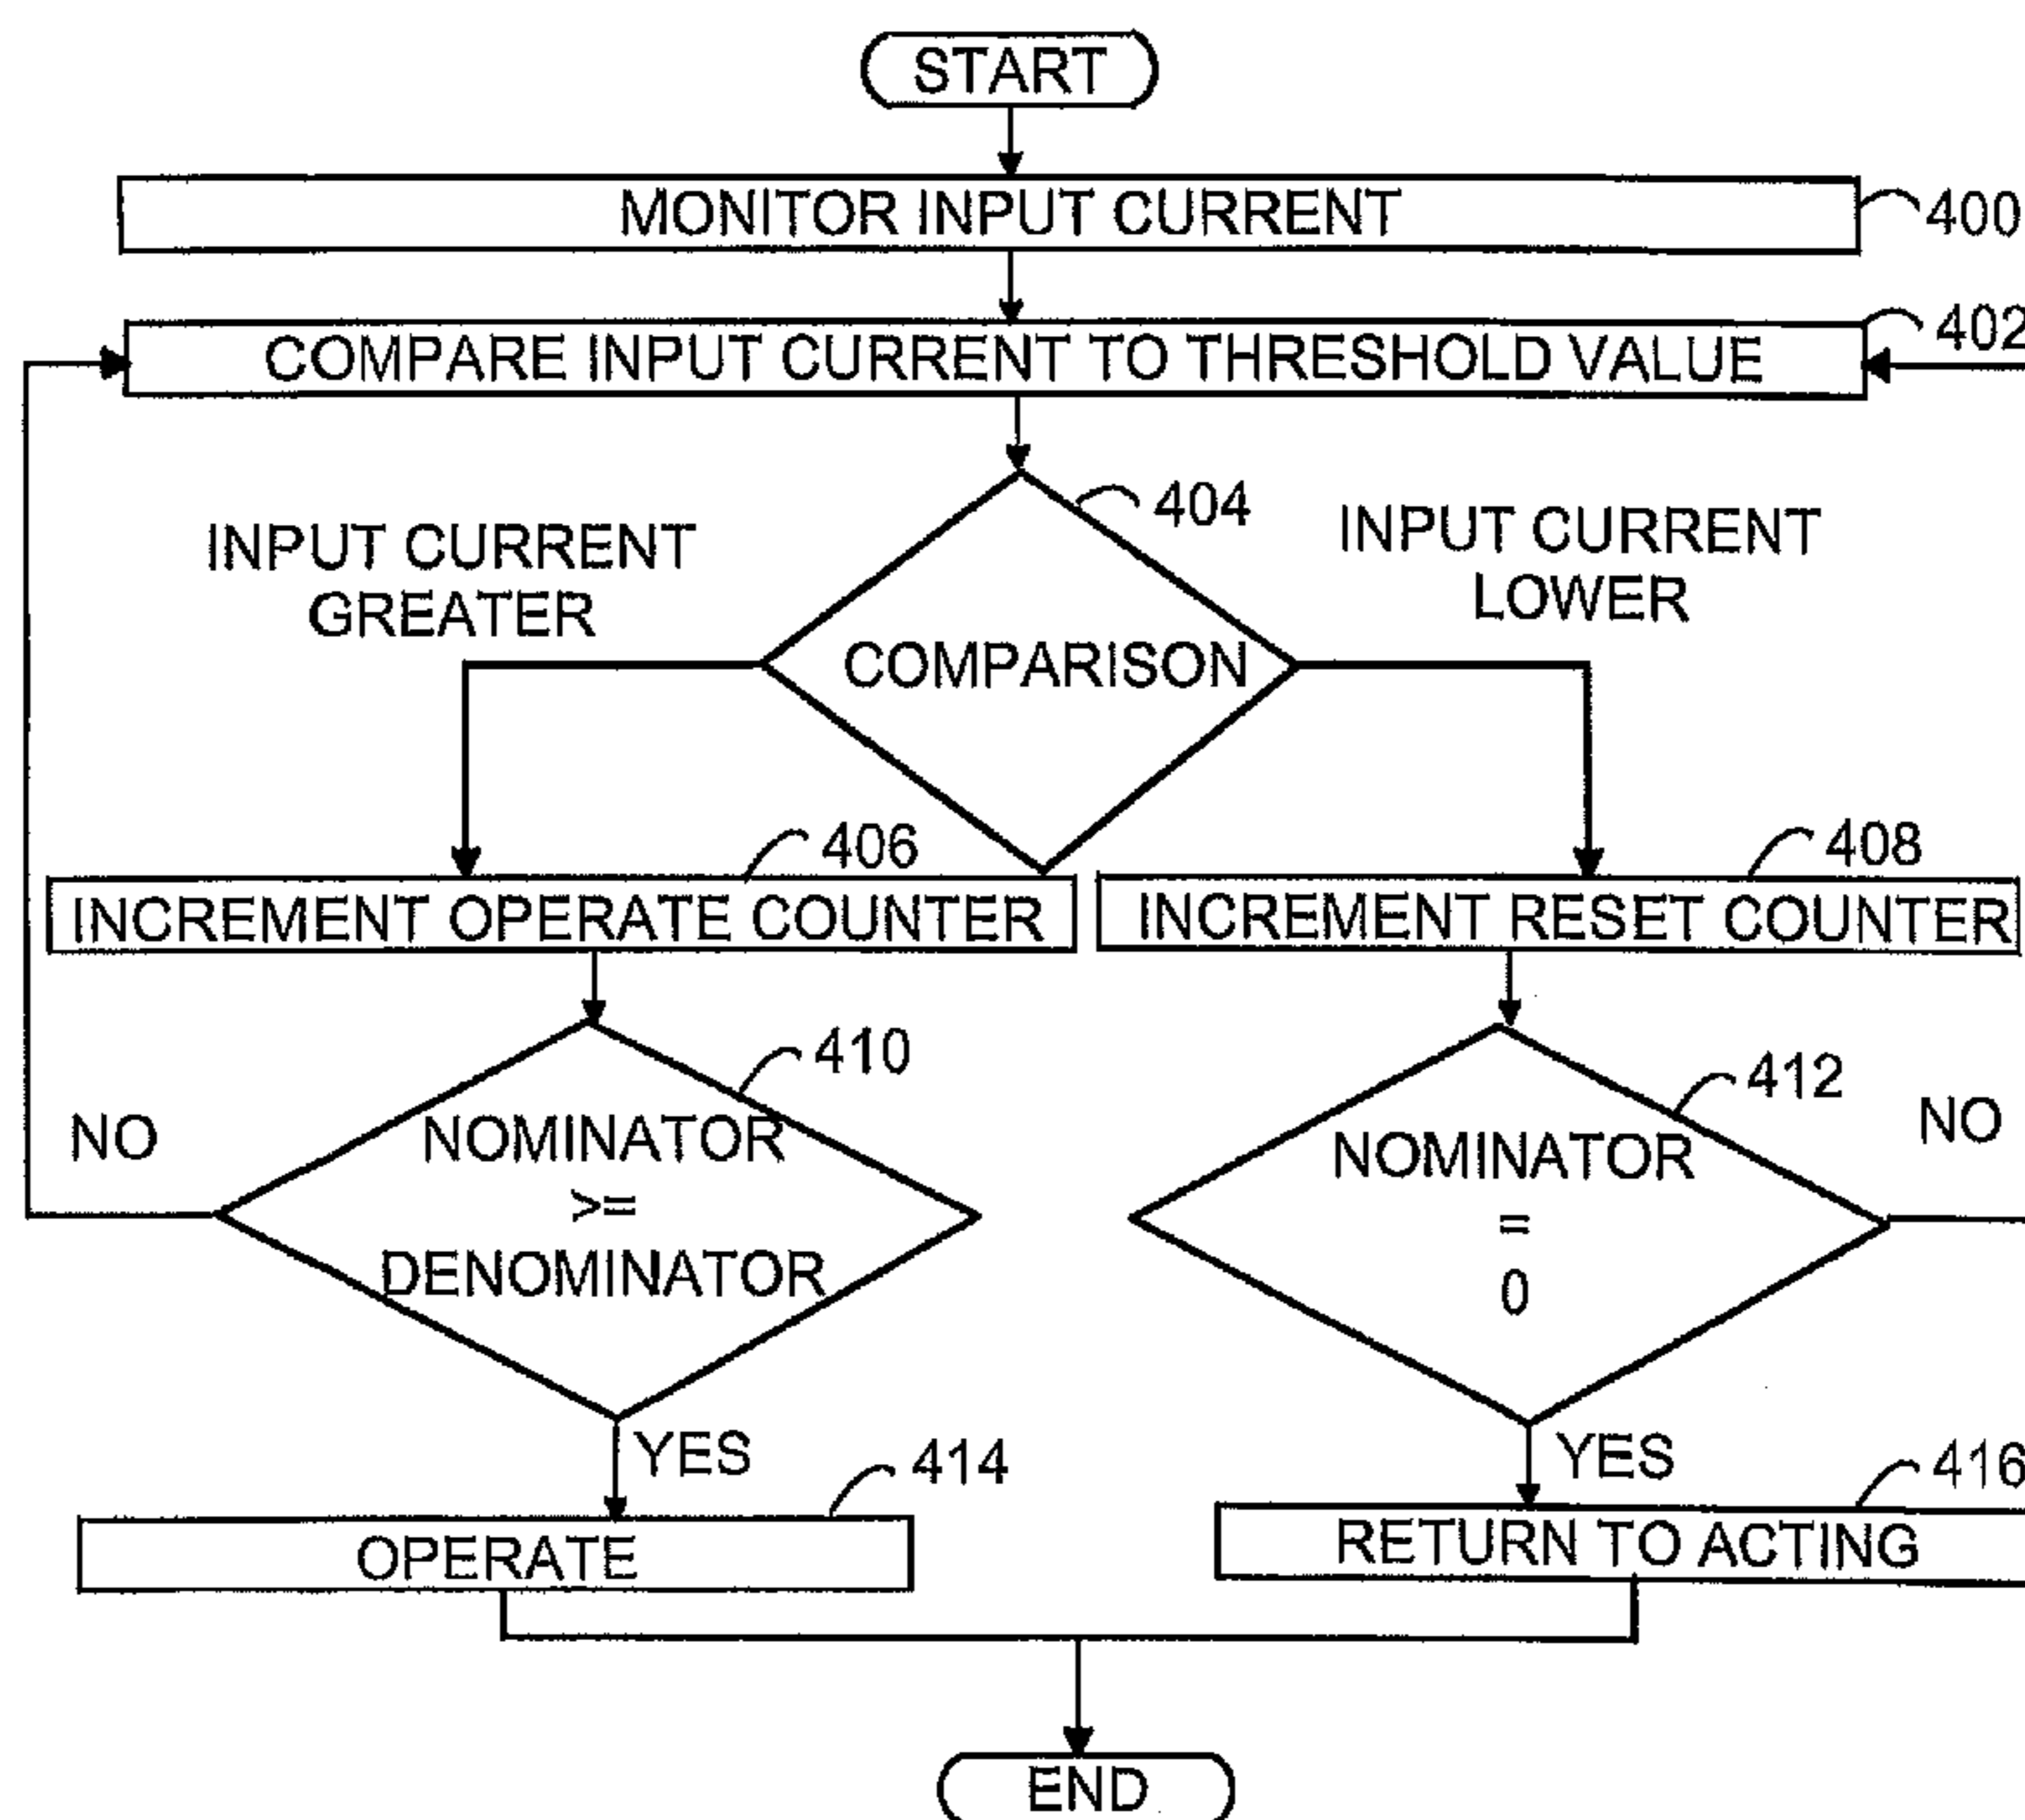 START
MONITOR INPUT CURRENT
400
COMPARE INPUT CURRENT TO THRESHOLD VALUE
402
404
INPUT CURRENT
GREATER
INPUT CURRENT
LOWER
COMPARISON
406
408
INCREMENT OPERATE COUNTER
INCREMENT RESET COUNTER
410
412
NO
NOMINATOR
>=
DENOMINATOR
NOMINATOR
=
0
NO
YES
414
YES
416
OPERATE
RETURN TO ACTING
END